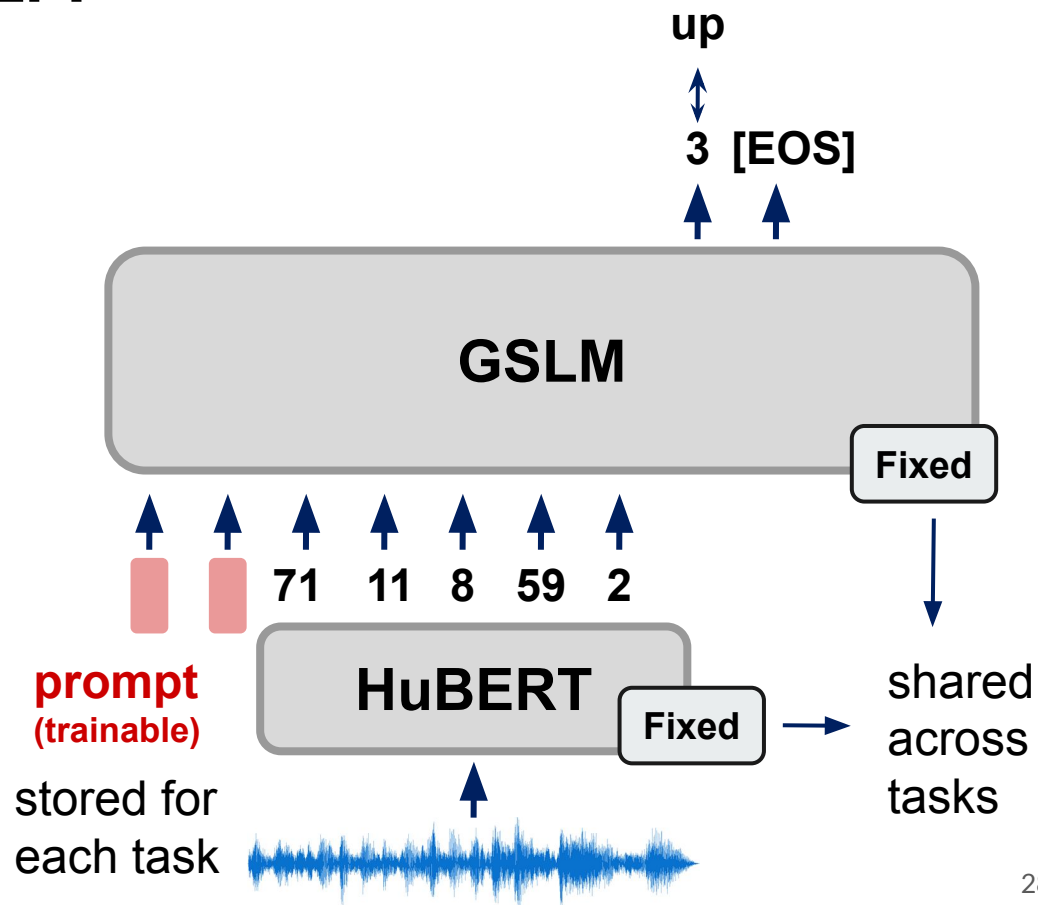 up
3 [EOS]
GSLM
Fixed
71 11 8 59 2
prompt
(trainable)
HuBERT
Fixed
shared
across
tasks
stored for
each task